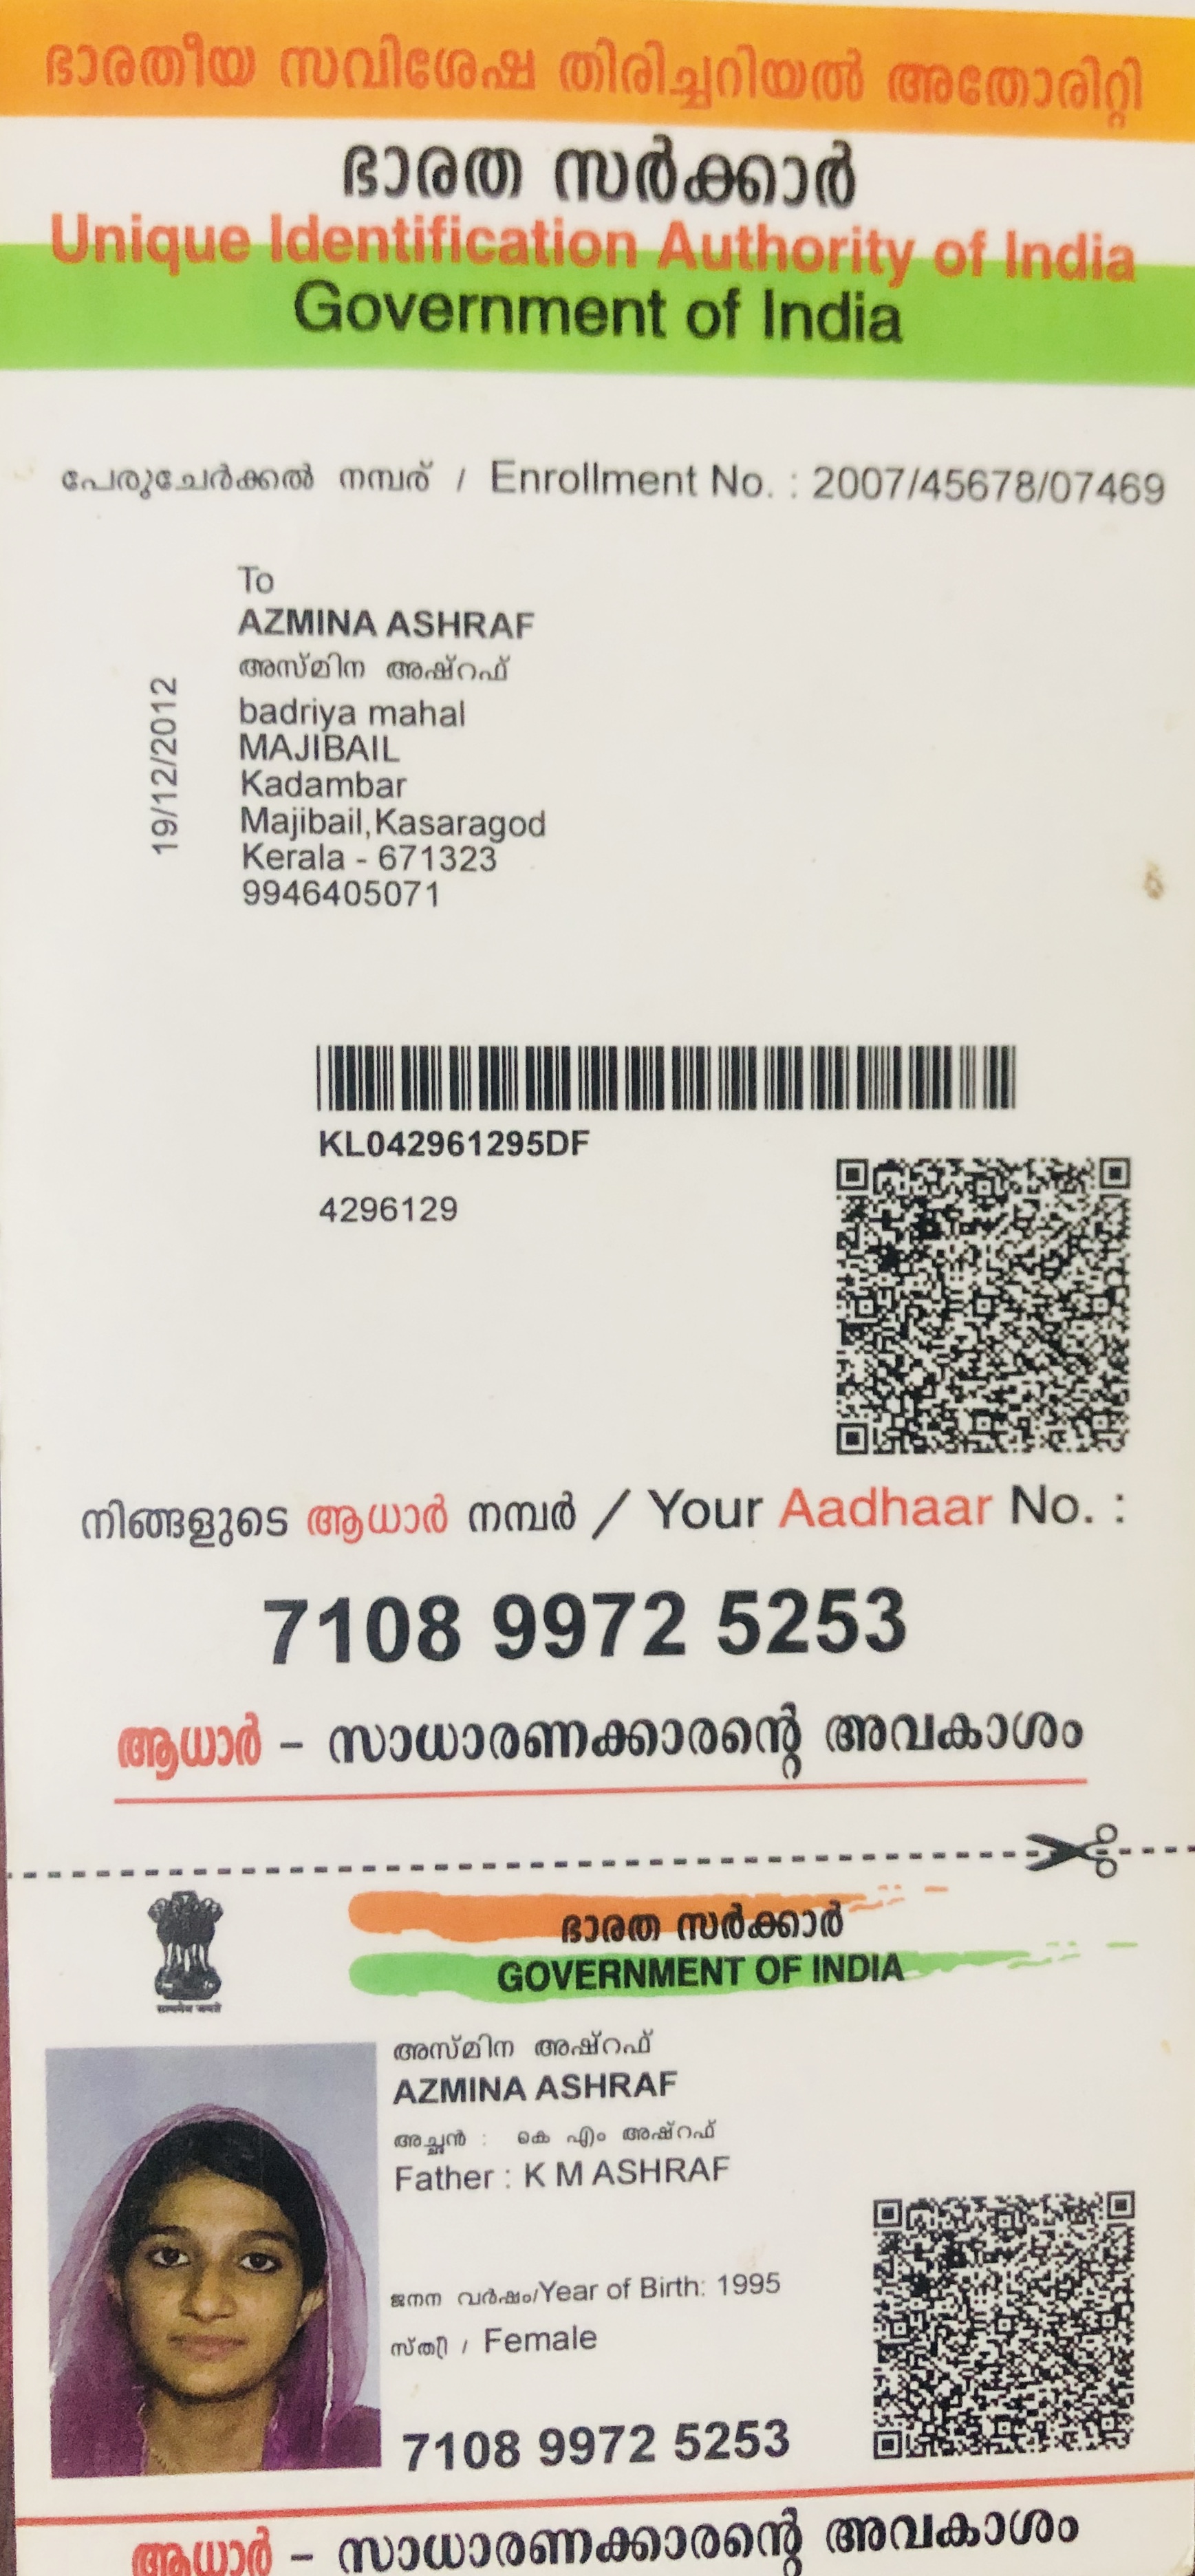 ഭാരതീയ സവിശേഷ തിരിച്ചറിയൽ അതോരിറ്റി
ഭാരത സർക്കാർ
Unique Identification Authority of India
Government of India
പേരുചേർക്കൽ നമ്പര് / Enrollment No. : 2007/45678/07469
To
AZMINA ASHRAF
അസ്മിന അഷ്റഫ്
badriya mahal
MAJIBAIL
Kadambar
Majibail,Kasaragod
Kerala - 671323
9946405071
19/12/2012
KL042961295DF
4296129
നിങ്ങളുടെ ആധാർ നമ്പർ / Your Aadhaar No. :
7108 9972 5253
ആധാർ – സാധാരണക്കാരന്റെ അവകാശം
ഭാരത സർക്കാർ
GOVERNMENT OF INDIA
सत्यमेव जयते
അസ്മിന അഷ്റഫ്
AZMINA ASHRAF
അച്ഛൻ : കെ എം അഷ്റഫ്
Father : K M ASHRAF
ജനന വർഷം/Year of Birth: 1995
സ്ത്രീ / Female
7108 9972 5253
ആധാർ – സാധാരണക്കാരന്റെ അവകാശം